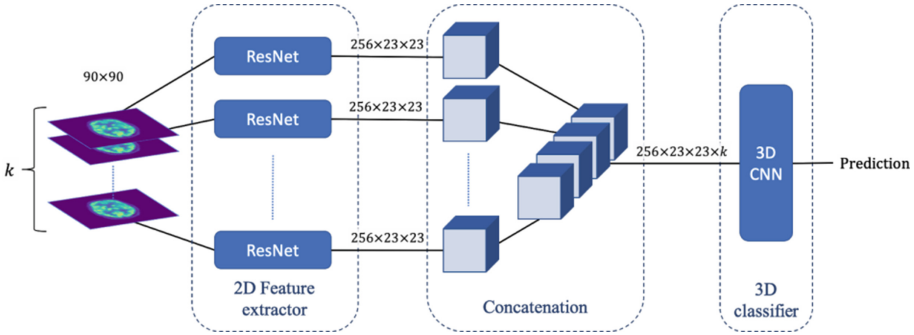 90×90
k
ResNet
ResNet
ResNet
256×23×23
256×23×23
256×23×23
256×23×23×k
3D
CNN
Prediction
2D Feature
extractor
Concatenation
3D
classifier